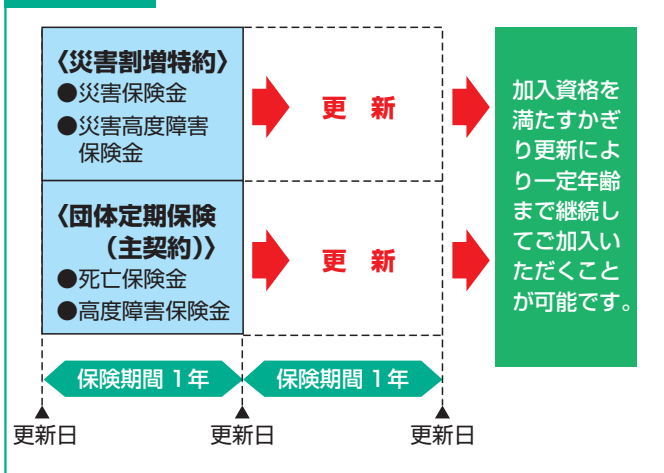 〈災害割増特約〉
●災害保険金
●災害高度障害
保険金
更 新
〈団体定期保険
(主契約)〉
●死亡保険金
●高度障害保険金
更 新
加入資格を
満たすかぎ
り更新によ
り一定年齢
まで継続し
てご加入い
ただくこと
が可能です。
保険期間 1年
保険期間 1年
更新日
更新日
更新日